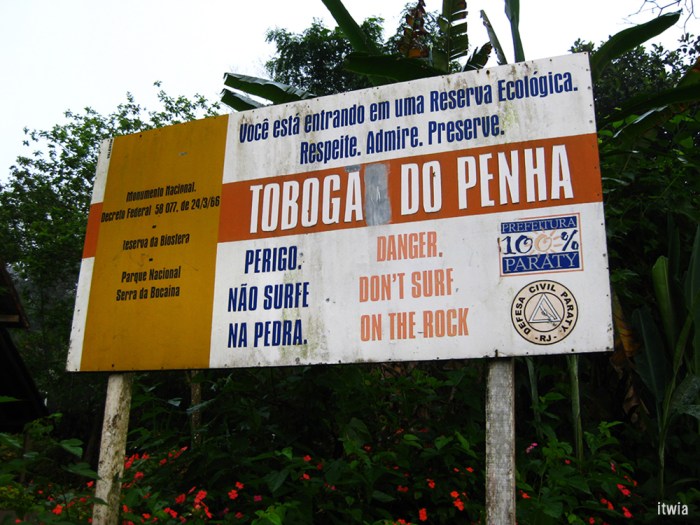 Você está entrando em uma Reserva Ecológica.
Respeite. Admire. Preserve.
TOBOGÃ DO PENHA
Monumento Nacional.
Decreto Federal 58 077, de 24/3/66
-
Reserva da Biosfera
-
Parque Nacional
Serra da Bocaina
PERIGO.
NÃO SURFE
NA PEDRA.
DANGER.
DON'T SURF
ON THE ROCK
PREFEITURA
100%
PARATY
DEFESA CIVIL PARATY
-RJ-
itwia